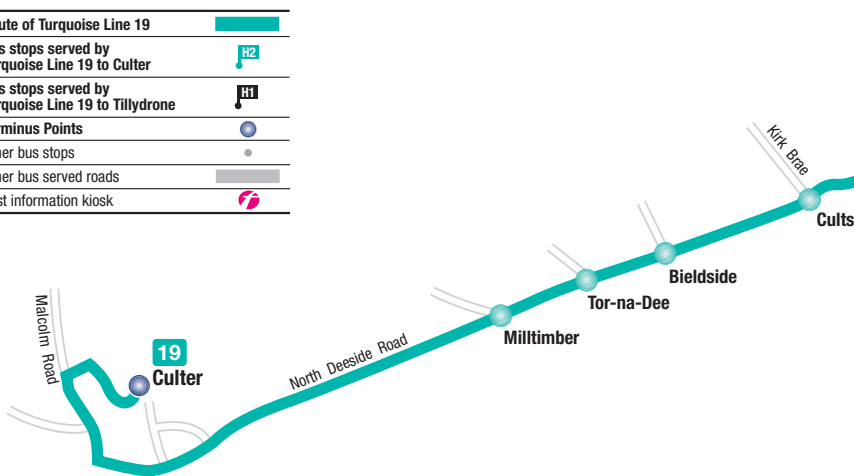 ute of Turquoise Line 19
s stops served by
rquoise Line 19 to Culter
H2
s stops served by
rquoise Line 19 to Tillydrone
H1
rminus Points
her bus stops
her bus served roads
st information kiosk
Kirk Brae
Cults
Bieldside
Tor-na-Dee
Milltimber
North Deeside Road
Malcolm Road
19
Culter